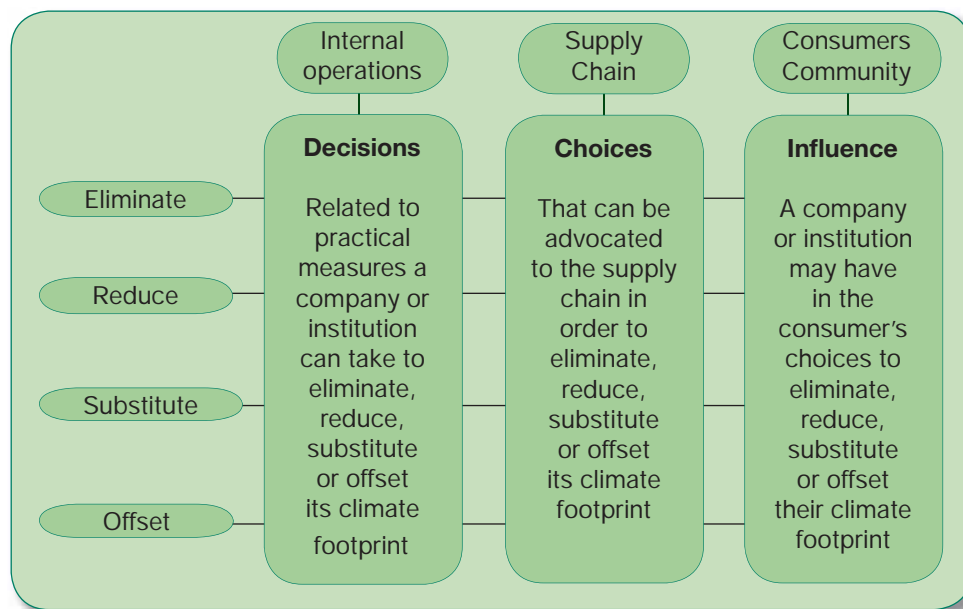 Internal
operations
Supply
Chain
Consumers
Community
Eliminate
Reduce
Substitute
Offset
Decisions
Related to
practical
measures a
company or
institution
can take to
eliminate,
reduce,
substitute
or offset
its climate
footprint
Choices
That can be
advocated
to the supply
chain in
order to
eliminate,
reduce,
substitute
or offset
its climate
footprint
Influence
A company
or institution
may have
in the
consumer’s
choices to
eliminate,
reduce,
substitute
or offset
their climate
footprint